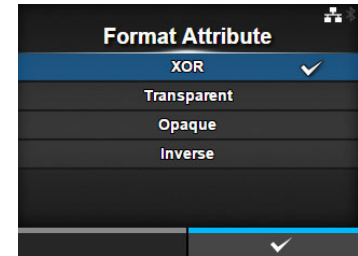 Format Attribute
XOR
Transparent
Opaque
Inverse